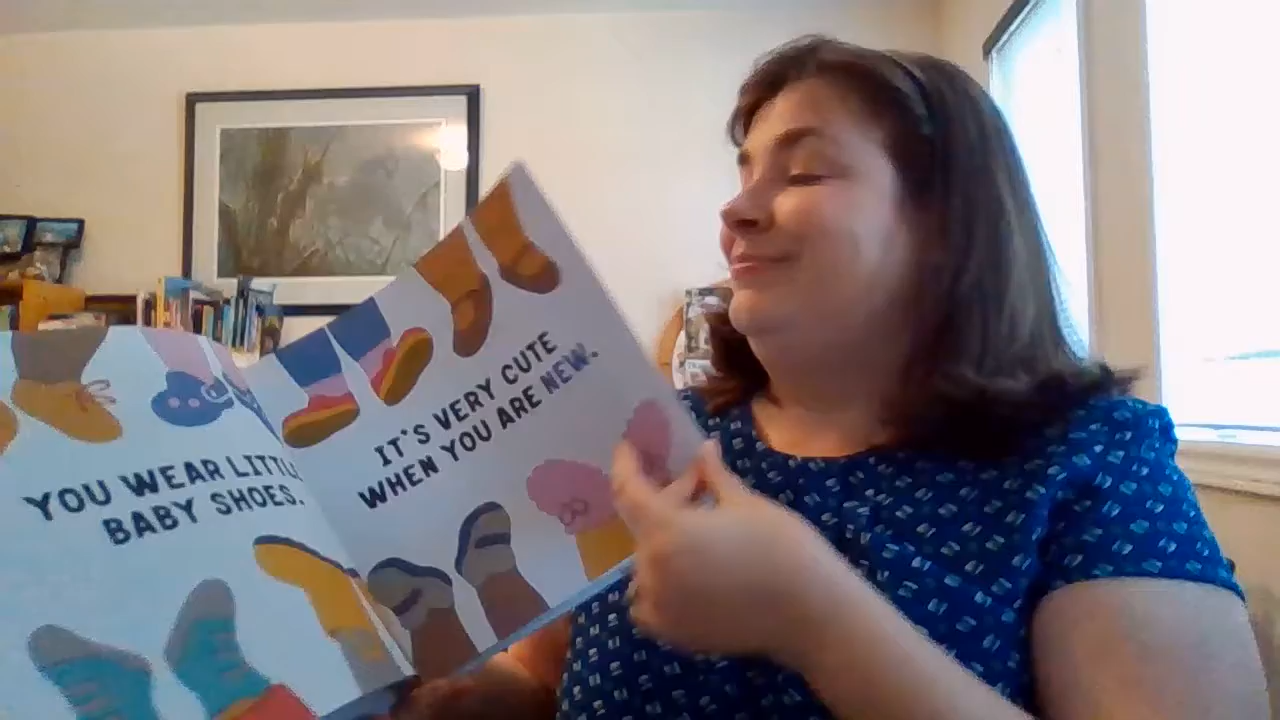 YOU WEAR LITTLE
BABY SHOES.
IT'S VERY CUTE
WHEN YOU ARE NEW.